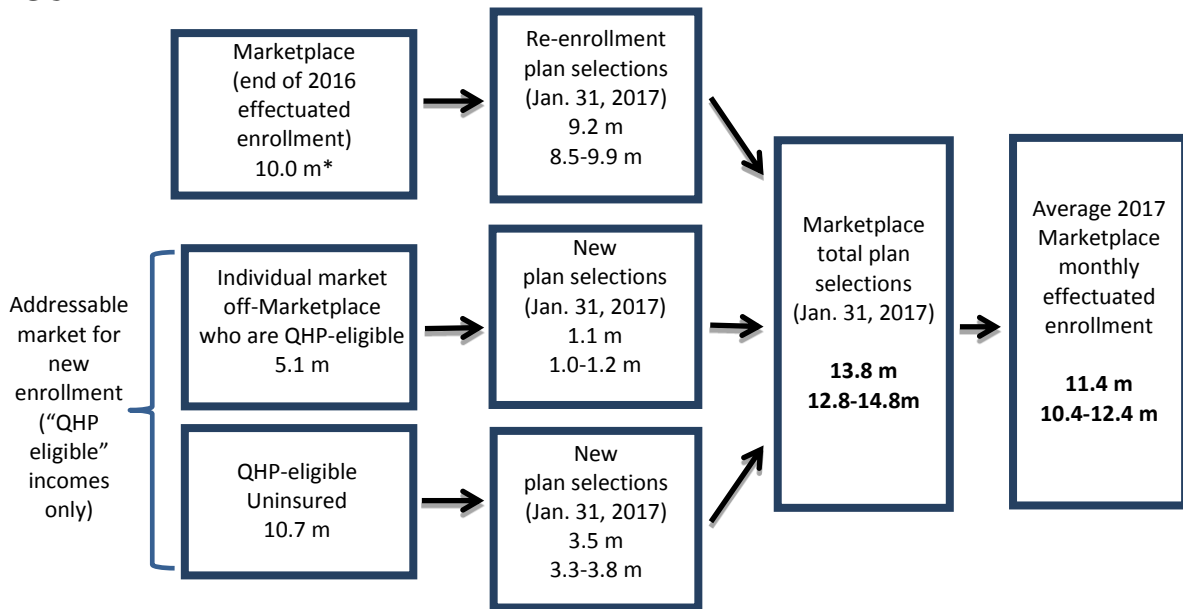 Marketplace
(end of 2016
effectuated
enrollment)
10.0 m*
Re-enrollment
plan selections
(Jan. 31, 2017)
9.2 m
8.5-9.9 m
Addressable
market for
new
enrollment
(“QHP
eligible”
incomes
only)
Individual market
off-Marketplace
who are QHP-eligible
5.1 m
New
plan selections
(Jan. 31, 2017)
1.1 m
1.0-1.2 m
QHP-eligible
Uninsured
10.7 m
New
plan selections
(Jan. 31, 2017)
3.5 m
3.3-3.8 m
Marketplace
total plan
selections
(Jan. 31, 2017)
13.8 m
12.8-14.8m
Average 2017
Marketplace
monthly
effectuated
enrollment
11.4 m
10.4-12.4 m